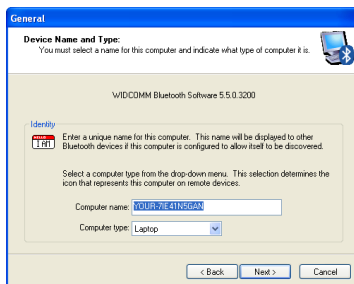 General
Device Name and Type:
You must select a name for this computer and indicate what type of computer it is.
WIDCOMM Bluetooth Software 5.5.0.3200
Identity
HELLO
I AM
Enter a unique name for this computer. This name will be displayed to other
Bluetooth devices if this computer is configured to allow itself to be discovered.
Select a computer type from the drop-down menu. This selection determines the
icon that represents this computer on remote devices.
Computer name: YOUR-7IE41N5GAN
Computer type: Laptop
< Back Next > Cancel